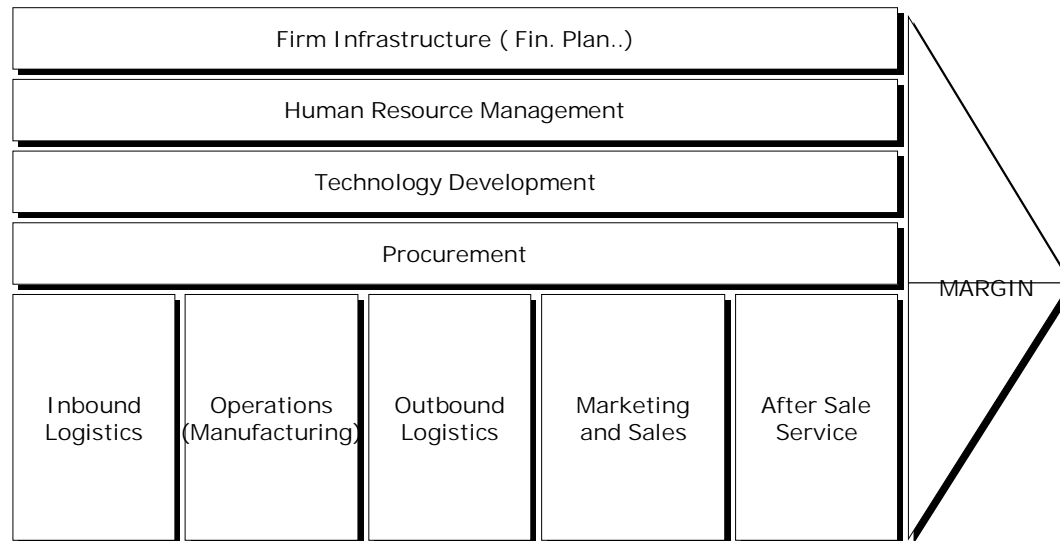 Firm Infrastructure ( Fin. Plan..)
Human Resource Management
Technology Development
Procurement
MARGIN
Inbound
Logistics
Operations
(Manufacturing)
Outbound
Logistics
Marketing
and Sales
After Sale
Service